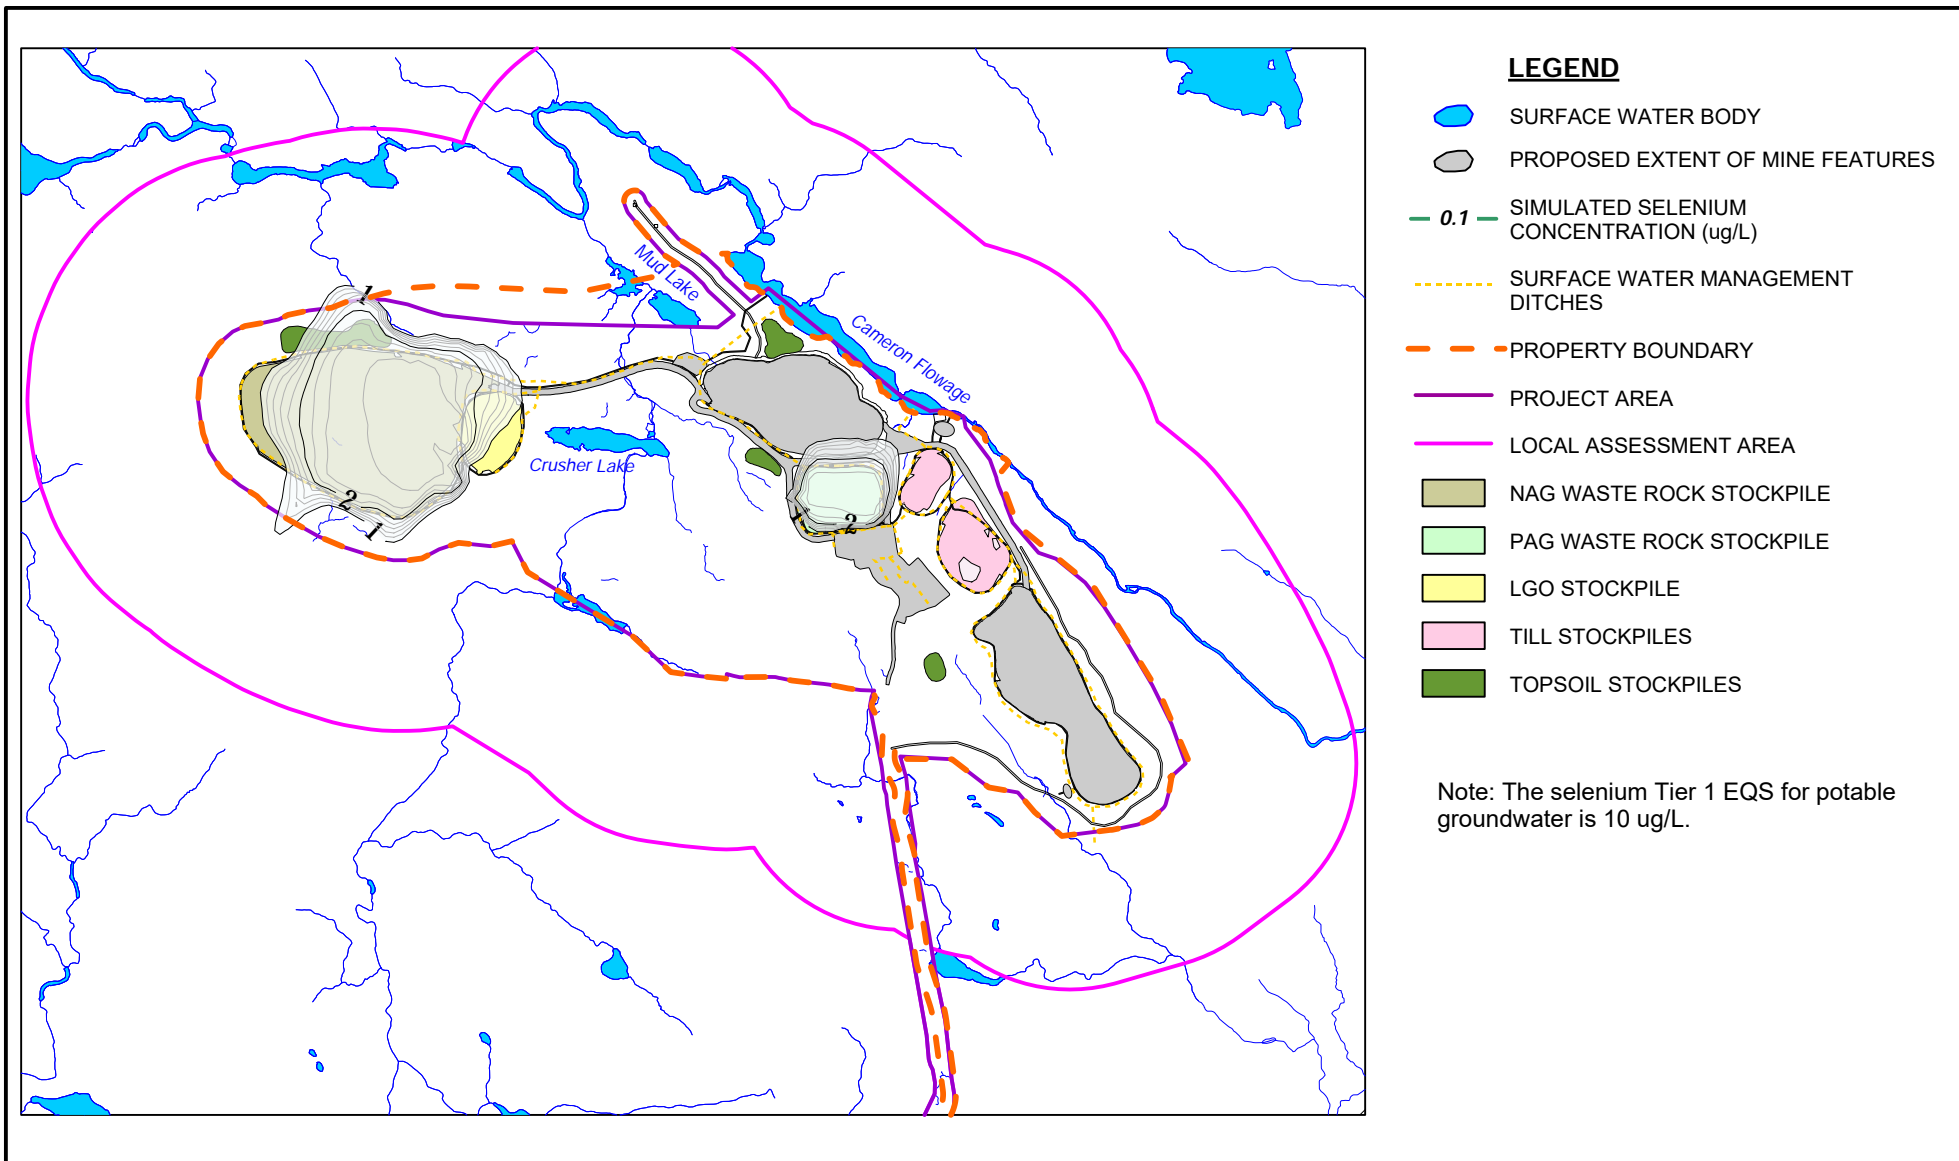 LEGEND
SURFACE WATER BODY
PROPOSED EXTENT OF MINE FEATURES
0.1
SIMULATED SELENIUM
CONCENTRATION (ug/L)
SURFACE WATER MANAGEMENT
DITCHES
PROPERTY BOUNDARY
PROJECT AREA
LOCAL ASSESSMENT AREA
NAG WASTE ROCK STOCKPILE
PAG WASTE ROCK STOCKPILE
LGO STOCKPILE
TILL STOCKPILES
TOPSOIL STOCKPILES
Note: The selenium Tier 1 EQS for potable
groundwater is 10 ug/L.
Mud Lake
Cameron Flowage
Crusher Lake
1
2
1
1
2